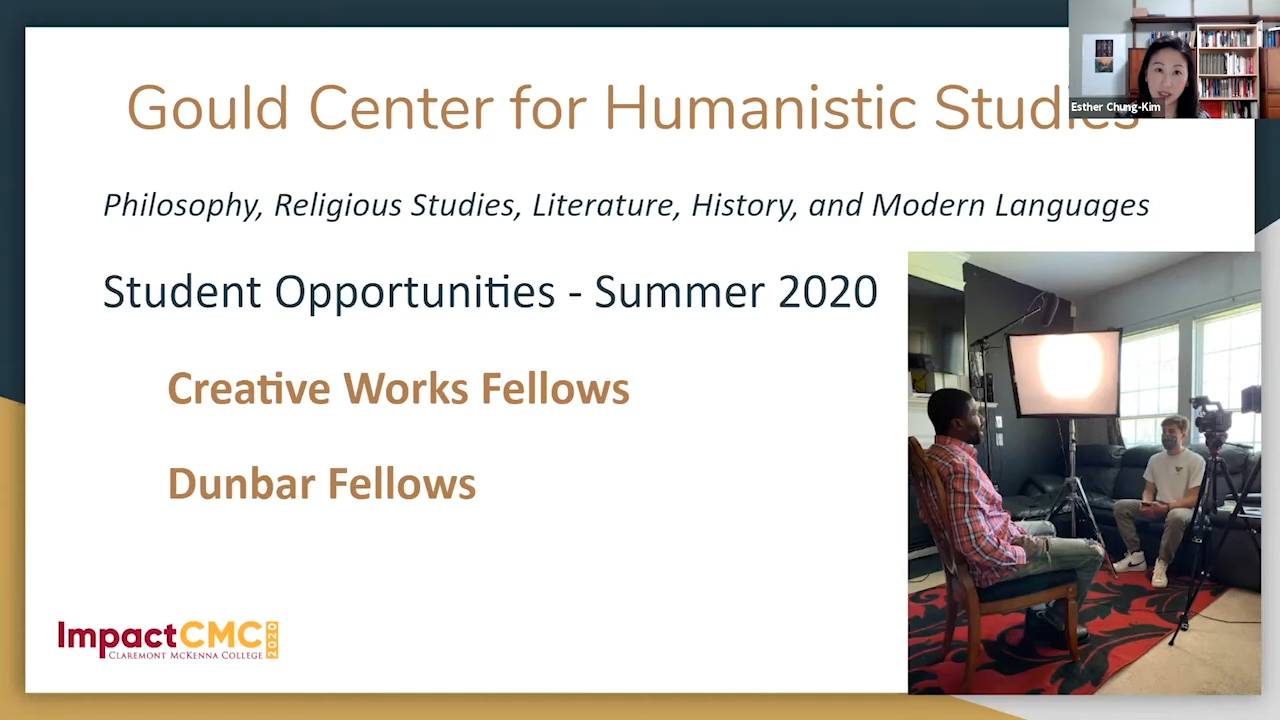 Gould Center for Humanistic Studies
Esther Chung-Kim
Philosophy, Religious Studies, Literature, History, and Modern Languages
Student Opportunities - Summer 2020
Creative Works Fellows
Dunbar Fellows
ImpactCMC 2020
CLAREMONT MCKENNA COLLEGE